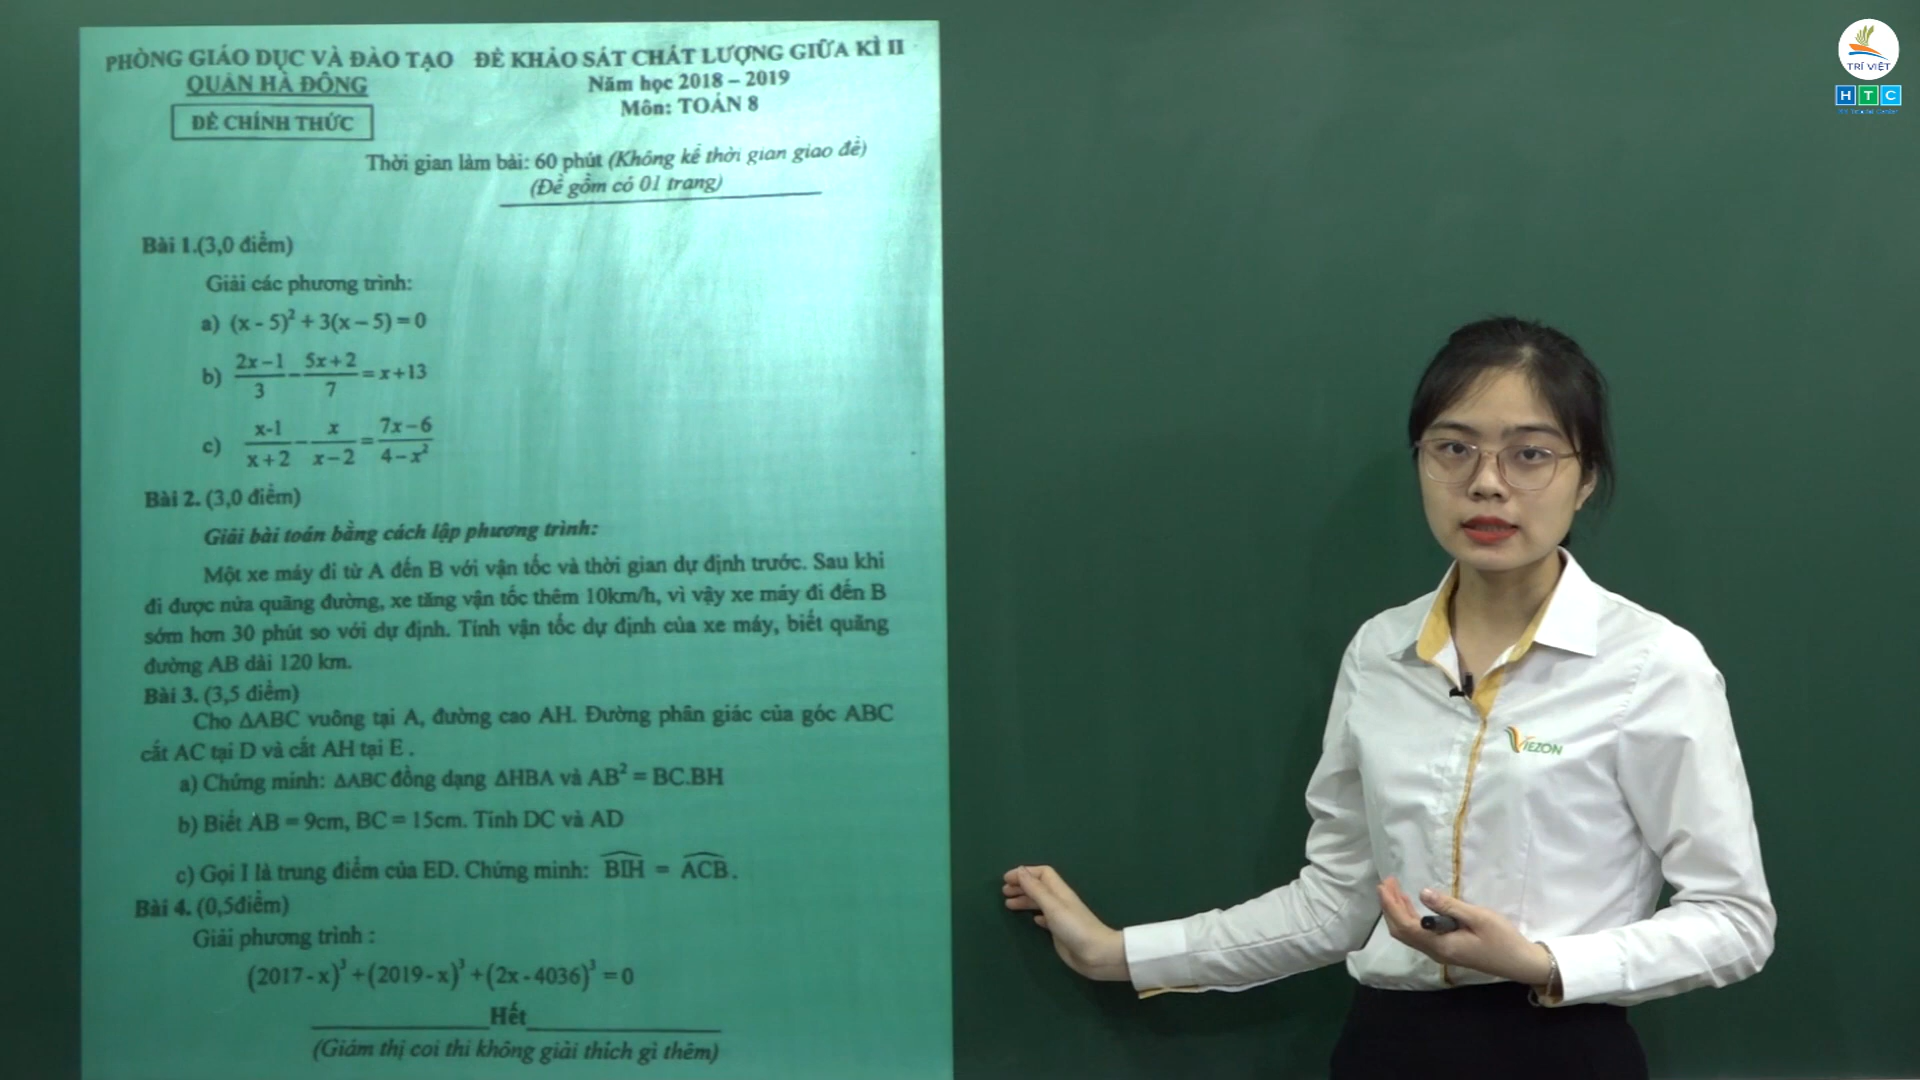 PHÒNG GIÁO DỤC VÀ ĐÀO TẠO ĐỀ KHẢO SÁT CHẤT LƯỢNG GIỮA KÌ II
QUẬN HÀ ĐÔNG
Năm học 2018 – 2019
ĐỀ CHÍNH THỨC
Môn: TOÁN 8
Thời gian làm bài: 60 phút (Không kể thời gian giao đề)
(Đề gồm có 01 trang)
Bài 1.(3,0 điểm)
Giải các phương trình:
a) (x - 5)² + 3(x – 5) = 0
b) (2x – 1)/3 – (5x + 2)/7 = x + 13
c) (x-1)/(x+2) – x/(x – 2) = (7x – 6)/(4 – x²)
Bài 2. (3,0 điểm)
Giải bài toán bằng cách lập phương trình:
Một xe máy đi từ A đến B với vận tốc và thời gian dự định trước. Sau khi
đi được nửa quãng đường, xe tăng vận tốc thêm 10km/h, vì vậy xe máy đi đến B
sớm hơn 30 phút so với dự định. Tính vận tốc dự định của xe máy, biết quãng
đường AB dài 120 km.
Bài 3. (3,5 điểm)
Cho ΔABC vuông tại A, đường cao AH. Đường phân giác của góc ABC
cắt AC tại D và cắt AH tại E .
a) Chứng minh: ΔABC đồng dạng ΔHBA và AB² = BC.BH
b) Biết AB = 9cm, BC = 15cm. Tính DC và AD
c) Gọi I là trung điểm của ED. Chứng minh: \widehat{BIH} = \widehat{ACB} .
Bài 4. (0,5điểm)
Giải phương trình :
(2017 - x)³ + (2019 - x)³ + (2x - 4036)³ = 0
Hết
(Giám thị coi thi không giải thích gì thêm)
TRÍ VIỆT
HTC
VIEZON